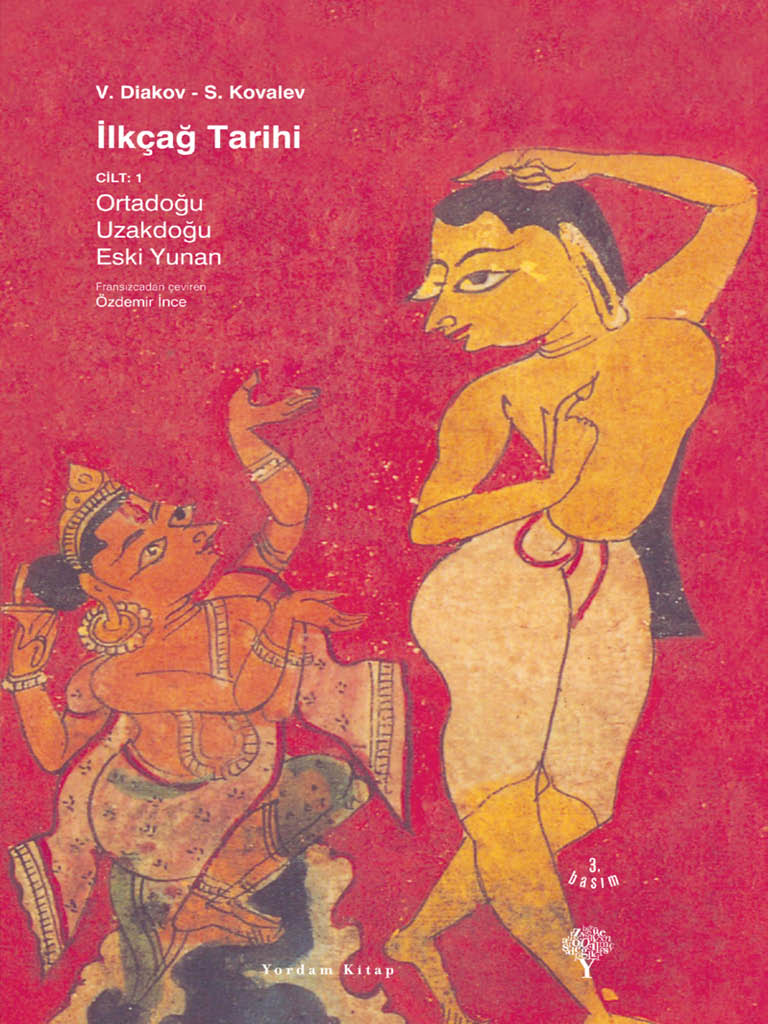 V. Diakov - S. Kovalev
İlkçağ Tarihi
CİLT: 1
Ortadoğu
Uzakdoğu
Eski Yunan
Fransızcadan çeviren
Özdemir İnce
3.
basım
Yordam Kitap
Y